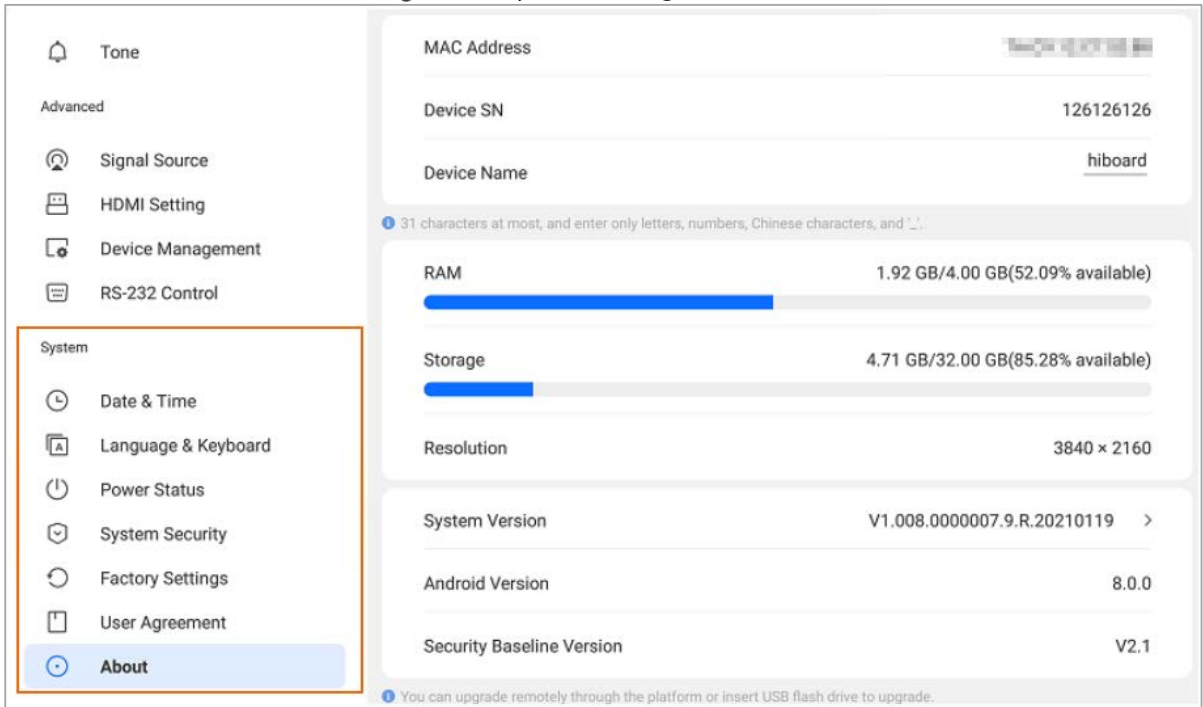 Tone
Advanced
Signal Source
HDMI Setting
Device Management
RS-232 Control
System
Date & Time
Language & Keyboard
Power Status
System Security
Factory Settings
User Agreement
About
MAC Address
Device SN 126126126
Device Name hiboard
31 characters at most, and enter only letters, numbers, Chinese characters, and '_'.
RAM 1.92 GB/4.00 GB(52.09% available)
Storage 4.71 GB/32.00 GB(85.28% available)
Resolution 3840 × 2160
System Version V1.008.0000007.9.R.20210119 >
Android Version 8.0.0
Security Baseline Version V2.1
You can upgrade remotely through the platform or insert USB flash drive to upgrade.